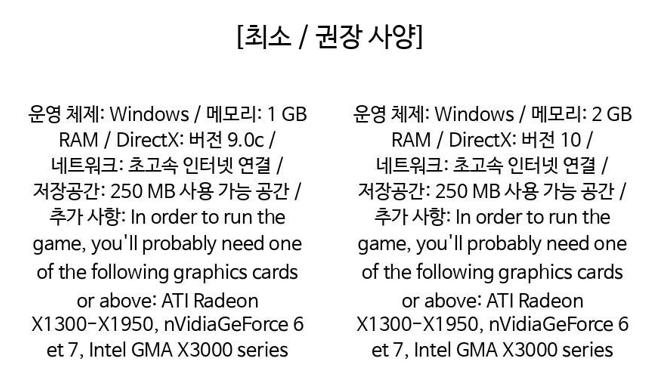 [최소 / 권장 사양]
운영 체제: Windows / 메모리: 1 GB
RAM / DirectX: 버전 9.0c /
네트워크: 초고속 인터넷 연결 /
저장공간: 250 MB 사용 가능 공간 /
추가 사항: In order to run the
game, you'll probably need one
of the following graphics cards
or above: ATI Radeon
X1300-X1950, nVidiaGeForce 6
et 7, Intel GMA X3000 series
운영 체제: Windows / 메모리: 2 GB
RAM / DirectX: 버전 10 /
네트워크: 초고속 인터넷 연결 /
저장공간: 250 MB 사용 가능 공간 /
추가 사항: In order to run the
game, you'll probably need one
of the following graphics cards
or above: ATI Radeon
X1300-X1950, nVidiaGeForce 6
et 7, Intel GMA X3000 series